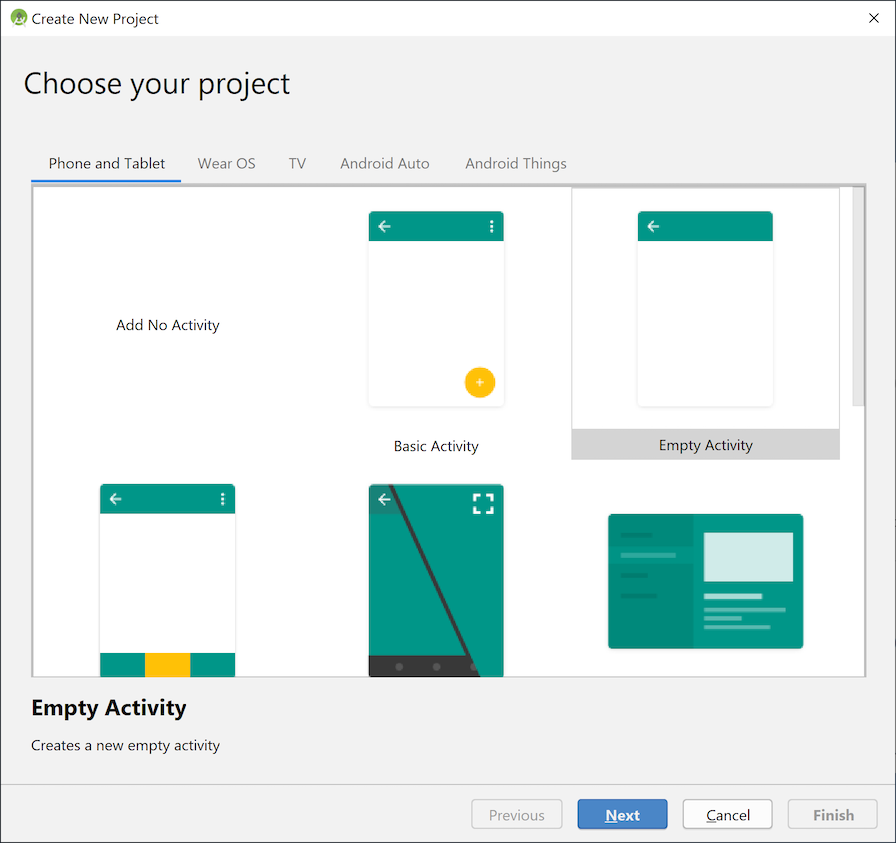 Create New Project
Choose your project
Phone and Tablet Wear OS TV Android Auto Android Things
Add No Activity
Basic Activity
Empty Activity
Empty Activity
Creates a new empty activity
Previous Next Cancel Finish